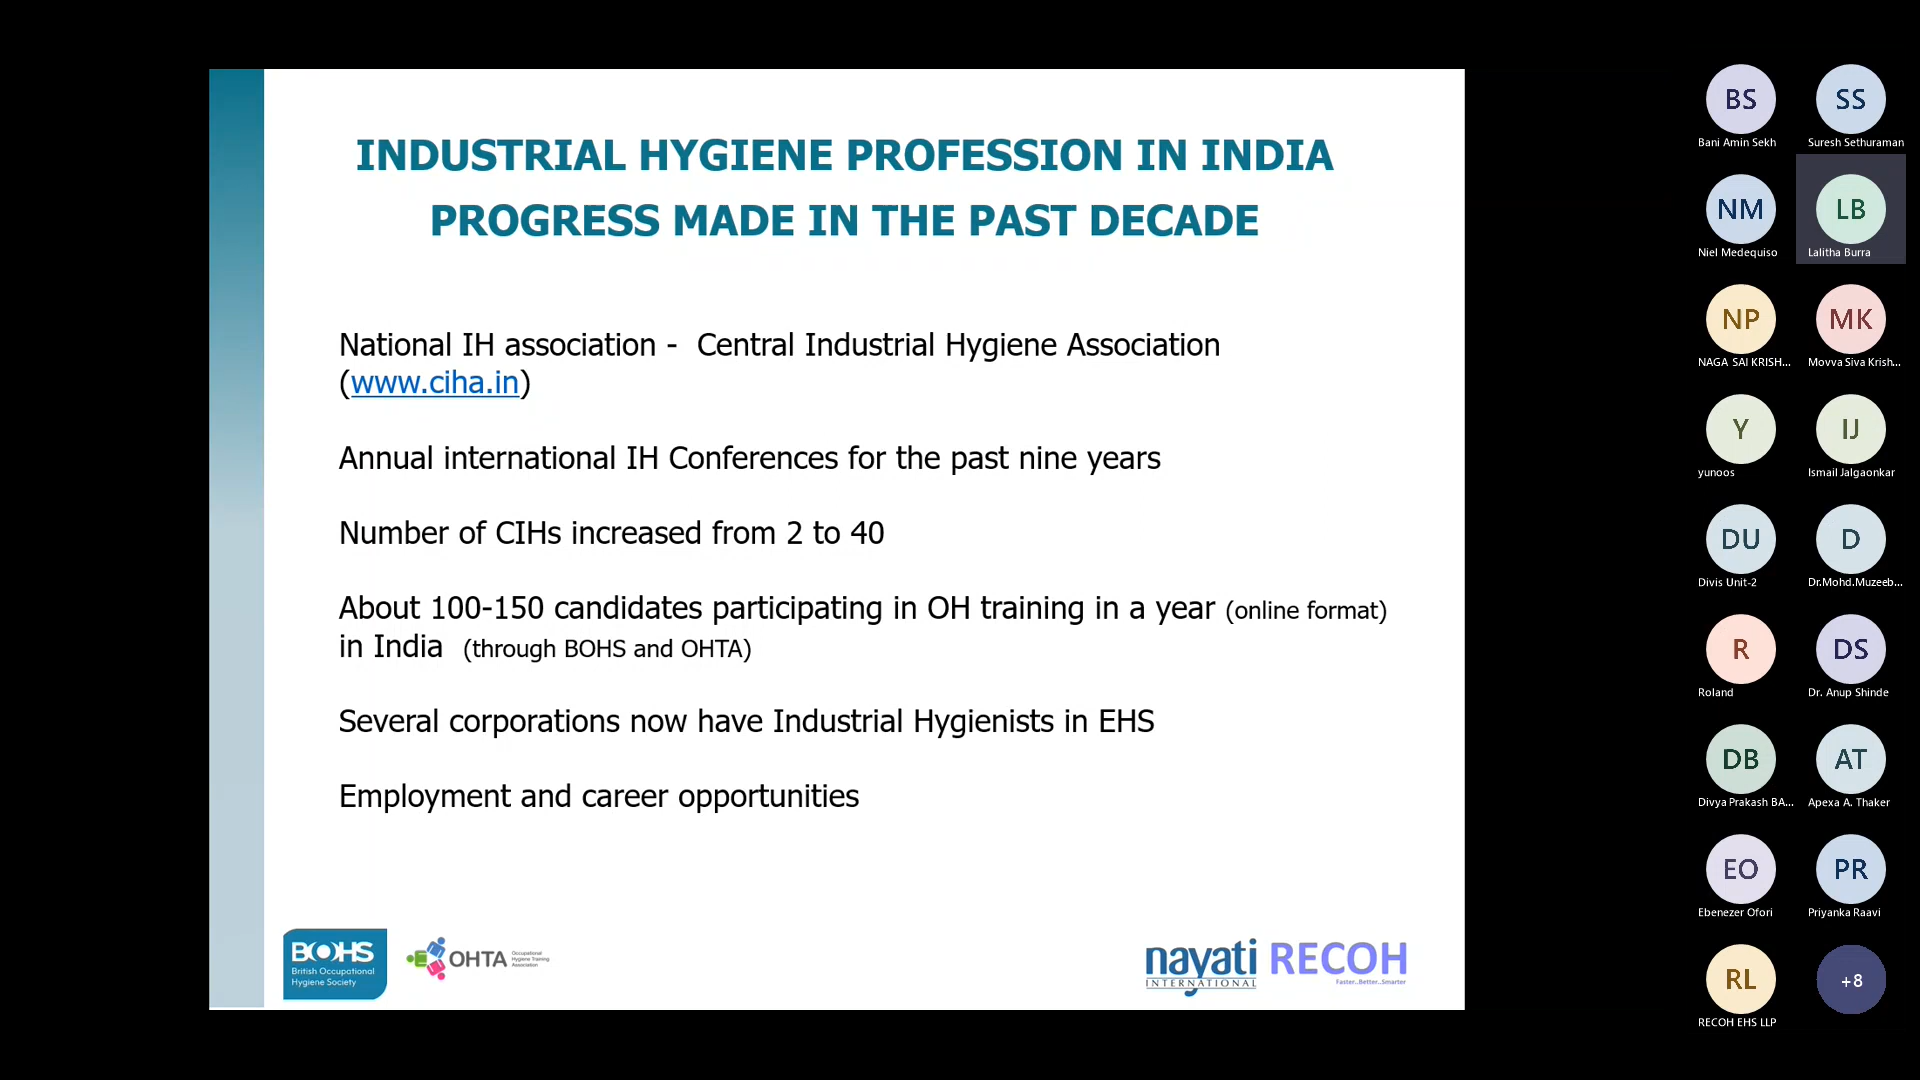 INDUSTRIAL HYGIENE PROFESSION IN INDIA
PROGRESS MADE IN THE PAST DECADE
National IH association -  Central Industrial Hygiene Association
(www.ciha.in)
Annual international IH Conferences for the past nine years
Number of CIHs increased from 2 to 40
About 100-150 candidates participating in OH training in a year (online format)
in India  (through BOHS and OHTA)
Several corporations now have Industrial Hygienists in EHS
Employment and career opportunities
BOHS
British Occupational
Hygiene Society
OHTA
Occupational
Hygiene Training
Association
nayati
INTERNATIONAL
RECOH
Faster..Better..Smarter
BS
Bani Amin Sekh
SS
Suresh Sethuraman
NM
Niel Medequiso
LB
Lalitha Burra
NP
NAGA SAI KRISH...
MK
Movva Siva Krish...
Y
yunoos
IJ
Ismail Jalgaonkar
DU
Divis Unit-2
D
Dr.Mohd.Muzeeb...
R
Roland
DS
Dr. Anup Shinde
DB
Divya Prakash BA...
AT
Apexa A. Thaker
EO
Ebenezer Ofori
PR
Priyanka Raavi
RL
RECOH EHS LLP
+8